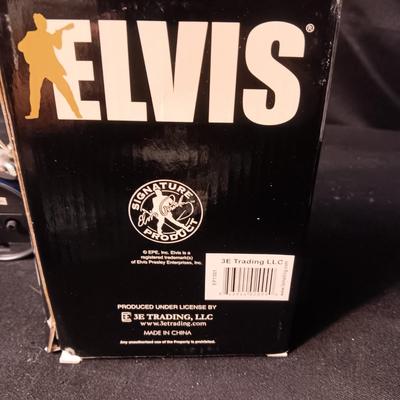 ELVIS®
SIGNATURE
PRODUCT
© EPE, Inc. Elvis is a
registered trademark(s)
of Elvis Presley Enterprises, Inc.
3E Trading LLC
PRODUCED UNDER LICENSE BY
3E TRADING, LLC
www.3etrading.com
MADE IN CHINA
Any unauthorized use of the Property is prohibited.